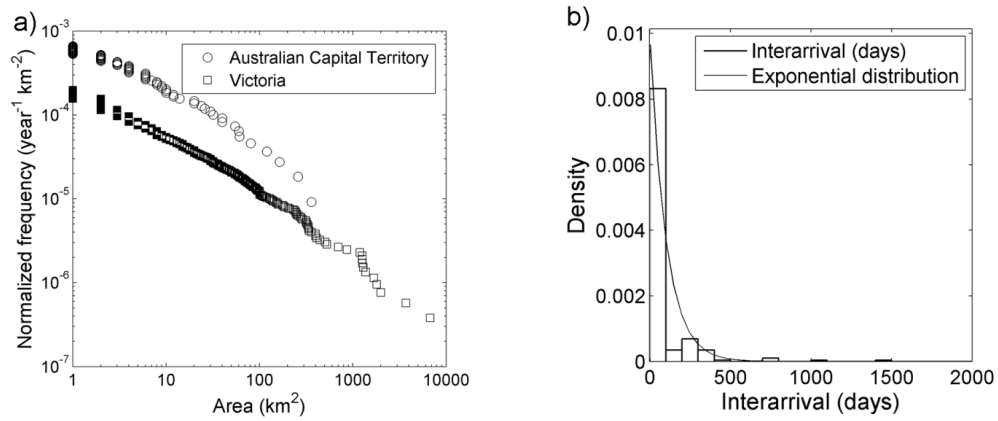 a)
Normalized frequency (year⁻¹ km⁻²)
10⁻³
10⁻⁴
10⁻⁵
10⁻⁶
10⁻⁷
Australian Capital Territory
Victoria
1 10 100 1000 10000
Area (km²)
b)
Density
0.01
0.008
0.006
0.004
0.002
0
Interarrival (days)
Exponential distribution
0 500 1000 1500 2000
Interarrival (days)